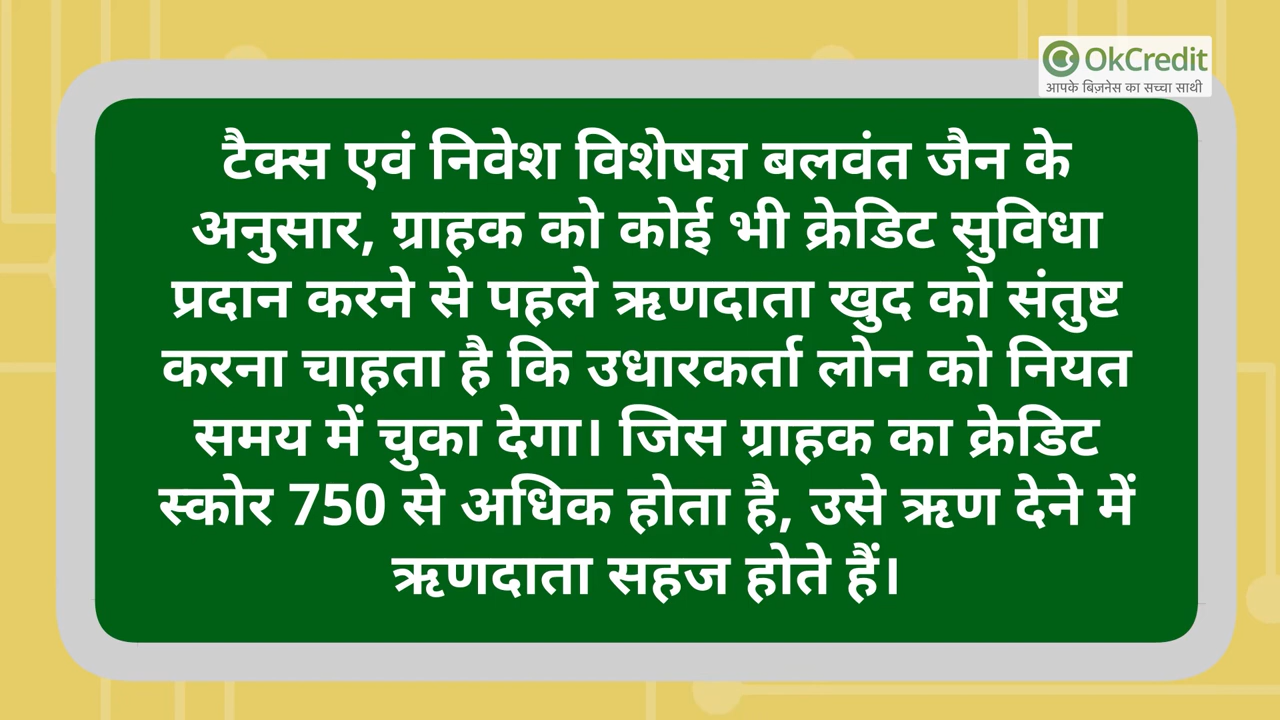 OkCredit
आपके बिज़नेस का सच्चा साथी
टैक्स एवं निवेश विशेषज्ञ बलवंत जैन के
अनुसार, ग्राहक को कोई भी क्रेडिट सुविधा
प्रदान करने से पहले ऋणदाता खुद को संतुष्ट
करना चाहता है कि उधारकर्ता लोन को नियत
समय में चुका देगा। जिस ग्राहक का क्रेडिट
स्कोर 750 से अधिक होता है, उसे ऋण देने में
ऋणदाता सहज होते हैं।